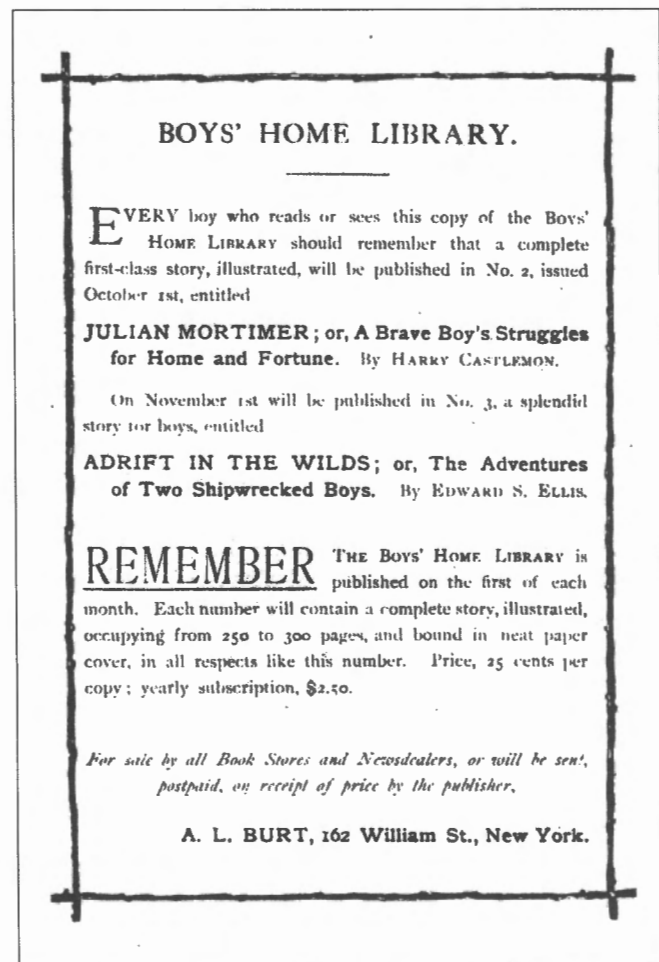 BOYS' HOME LIBRARY.
EVERY boy who reads or sees this copy of the BOYS'
HOME LIBRARY should remember that a complete
first-class story, illustrated, will be published in No. 2, issued
October 1st, entitled
JULIAN MORTIMER; or, A Brave Boy's Struggles
for Home and Fortune. By HARRY CASTLEMON.
On November 1st will be published in No. 3, a splendid
story for boys, entitled
ADRIFT IN THE WILDS; or, The Adventures
of Two Shipwrecked Boys. By EDWARD S. ELLIS.
REMEMBER THE BOYS' HOME LIBRARY is
published on the first of each
month. Each number will contain a complete story, illustrated,
occupying from 250 to 300 pages, and bound in neat paper
cover, in all respects like this number. Price, 25 cents per
copy; yearly subscription, $2.50.
For sale by all Book Stores and Newsdealers, or will be sent,
postpaid, on receipt of price by the publisher,
A. L. BURT, 162 William St., New York.